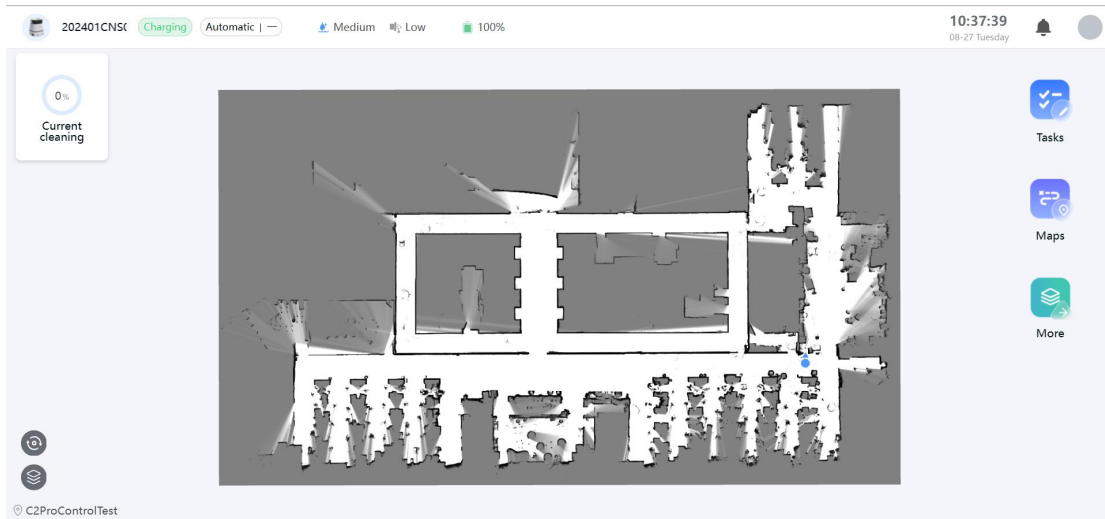 202401CNS(
Charging
Automatic | —
Medium
Low
100%
10:37:39
08-27 Tuesday
0%
Current
cleaning
Tasks
Maps
More
C2ProControlTest